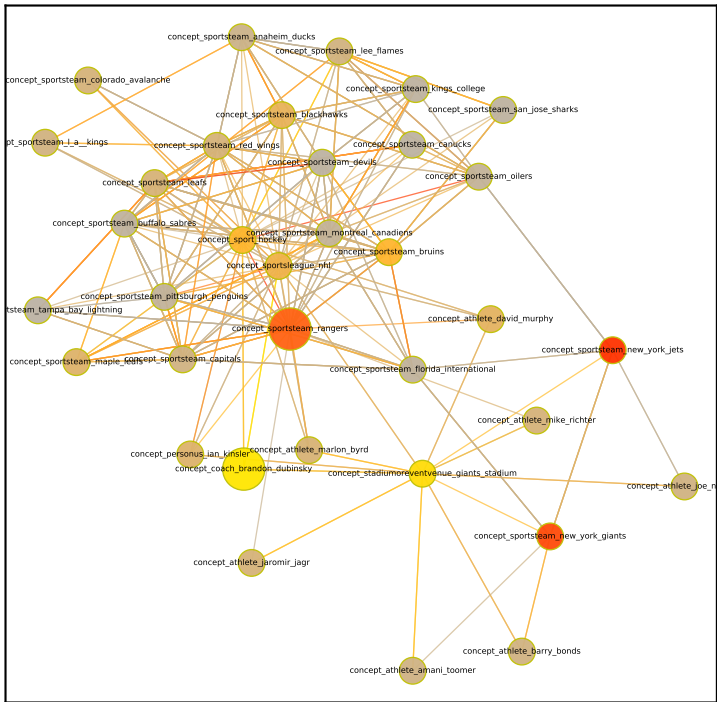 concept_sportsteam_anaheim_ducks
concept_sportsteam_lee_flames
concept_sportsteam_colorado_avalanche
concept_sportsteam_kings_college
concept_sportsteam_san_jose_sharks
concept_sportsteam_blackhawks
pt_sportsteam_l_a__kings
concept_sportsteam_red_wings
concept_sportsteam_canucks
concept_sportsteam_devils
concept_sportsteam_oilers
concept_sportsteam_leafs
concept_sportsteam_buffalo_sabres
concept_sportsteam_montreal_canadiens
concept_sport_hockey
concept_sportsteam_bruins
concept_sportsleague_nhl
concept_sportsteam_pittsburgh_penguins
tsteam_tampa_bay_lightning
concept_athlete_david_murphy
concept_sportsteam_rangers
concept_sportsteam_new_york_jets
concept_sportsteam_maple_leafs
concept_sportsteam_capitals
concept_sportsteam_florida_international
concept_athlete_mike_richter
concept_personus_ian_kinsler
concept_athlete_marlon_byrd
concept_coach_brandon_dubinsky
concept_stadiumoreventvenue_giants_stadium
concept_athlete_joe_n
concept_sportsteam_new_york_giants
concept_athlete_jaromir_jagr
concept_athlete_barry_bonds
concept_athlete_amani_toomer